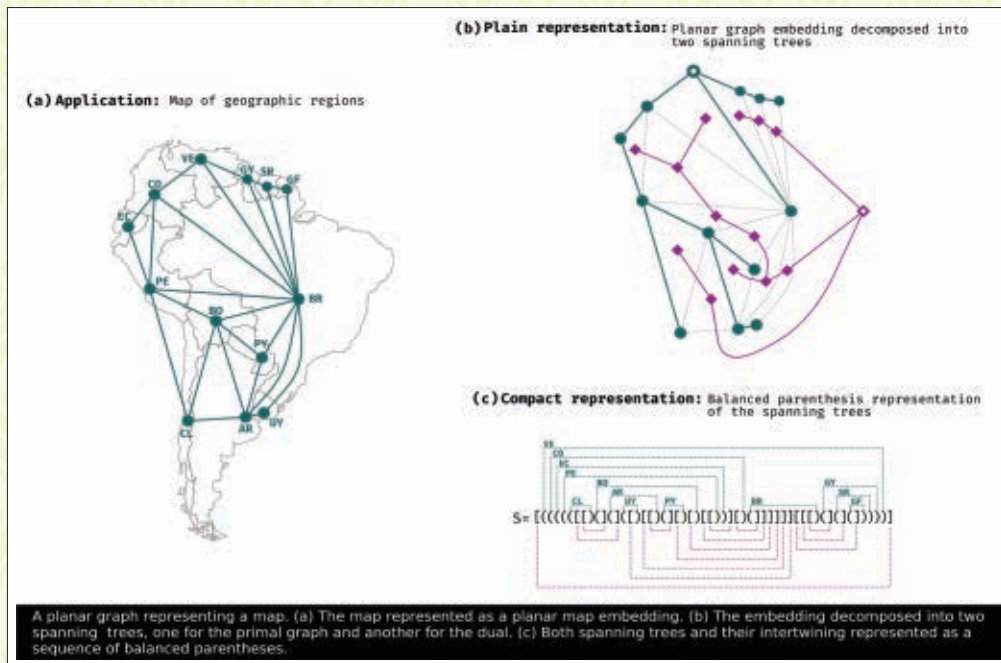 (b) Plain representation: Planar graph embedding decomposed into
two spanning trees
(a) Application: Map of geographic regions
VE
GY
SR
GF
CO
EC
PE
BR
BO
PY
CL
AR
UY
(c) Compact representation: Balanced parenthesis representation
of the spanning trees
CO
EC
PE
BO
AR
CL
UY
PY
BR
GY
SR
GF
A planar graph representing a map. (a) The map represented as a planar map embedding. (b) The embedding decomposed into two
spanning trees, one for the primal graph and another for the dual. (c) Both spanning trees and their intertwining represented as a
sequence of balanced parentheses.